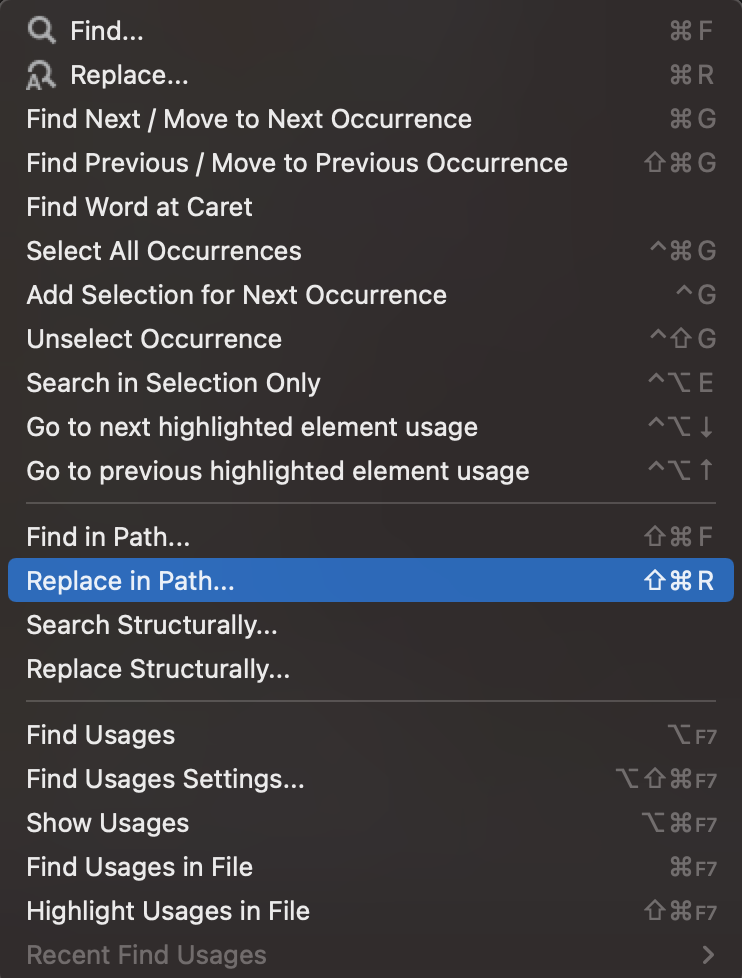 Find... ⌘F
Replace... ⌘R
Find Next / Move to Next Occurrence ⌘G
Find Previous / Move to Previous Occurrence ⇧⌘G
Find Word at Caret
Select All Occurrences ^⌘G
Add Selection for Next Occurrence ^G
Unselect Occurrence ^⇧G
Search in Selection Only ^⌥E
Go to next highlighted element usage ^⌥↓
Go to previous highlighted element usage ^⌥↑
Find in Path... ⇧⌘F
Replace in Path... ⇧⌘R
Search Structurally...
Replace Structurally...
Find Usages ⌥F7
Find Usages Settings... ⌥⇧⌘F7
Show Usages ⌥⌘F7
Find Usages in File ⌘F7
Highlight Usages in File ⇧⌘F7
Recent Find Usages